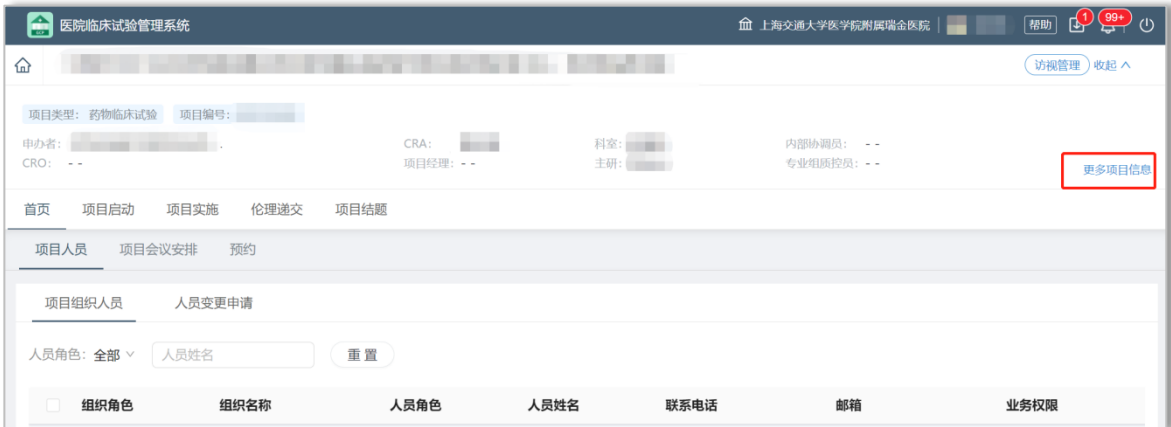 医院临床试验管理系统 上海交通大学医学院附属瑞金医院 帮助 1 99+
访视管理 收起
项目类型: 药物临床试验 项目编号:
申办者: CRA: 科室: 内部协调员: - -
CRO: - - 项目经理: - - 主研: 专业组质控员: - -
更多项目信息
首页 项目启动 项目实施 伦理递交 项目结题
项目人员 项目会议安排 预约
项目组织人员 人员变更申请
人员角色: 全部 人员姓名 重置
组织角色 组织名称 人员角色 人员姓名 联系电话 邮箱 业务权限